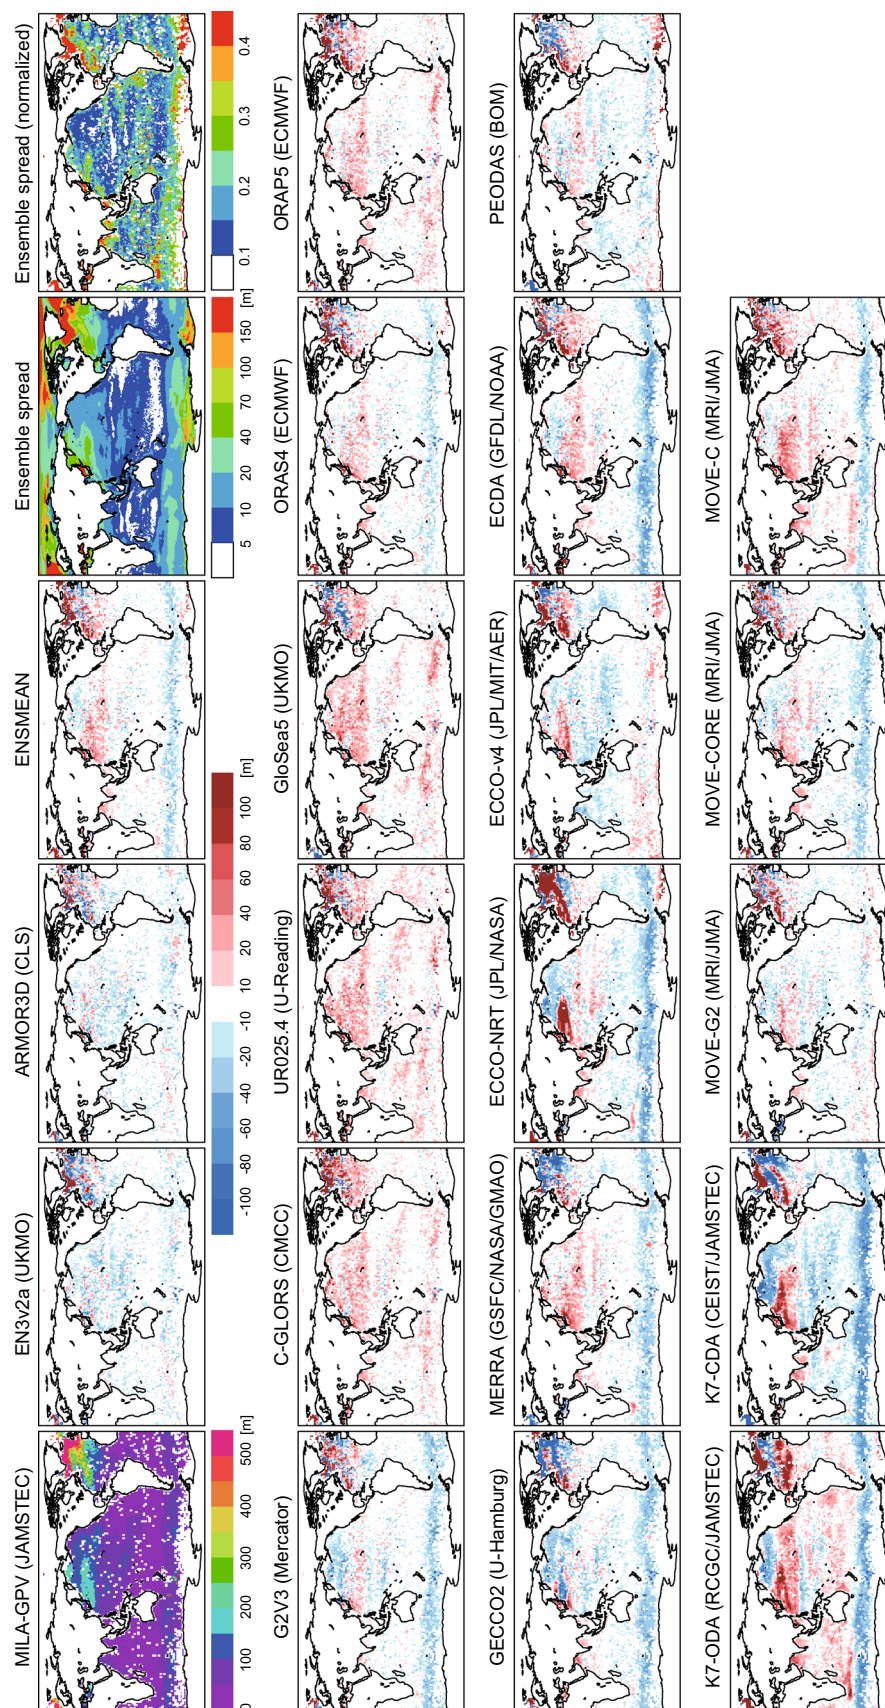 MILA-GPV (JAMSTEC)
EN3v2a (UKMO)
ARMOR3D (CLS)
ENSMEAN
Ensemble spread
Ensemble spread (normalized)
0 100 200 300 400 500 [m]
-100 -80 -60 -40 -20 -10 10 20 40 60 80 100 [m]
5 10 20 40 70 100 150 [m]
0.1 0.2 0.3 0.4
G2V3 (Mercator)
C-GLORS (CMCC)
UR025.4 (U-Reading)
GloSea5 (UKMO)
ORAS4 (ECMWF)
ORAP5 (ECMWF)
GECCO2 (U-Hamburg)
MERRA (GSFC/NASA/GMAO)
ECCO-NRT (JPL/NASA)
ECCO-v4 (JPL/MIT/AER)
ECDA (GFDL/NOAA)
PEODAS (BOM)
K7-ODA (RCGC/JAMSTEC)
K7-CDA (CEIST/JAMSTEC)
MOVE-G2 (MRI/JMA)
MOVE-CORE (MRI/JMA)
MOVE-C (MRI/JMA)